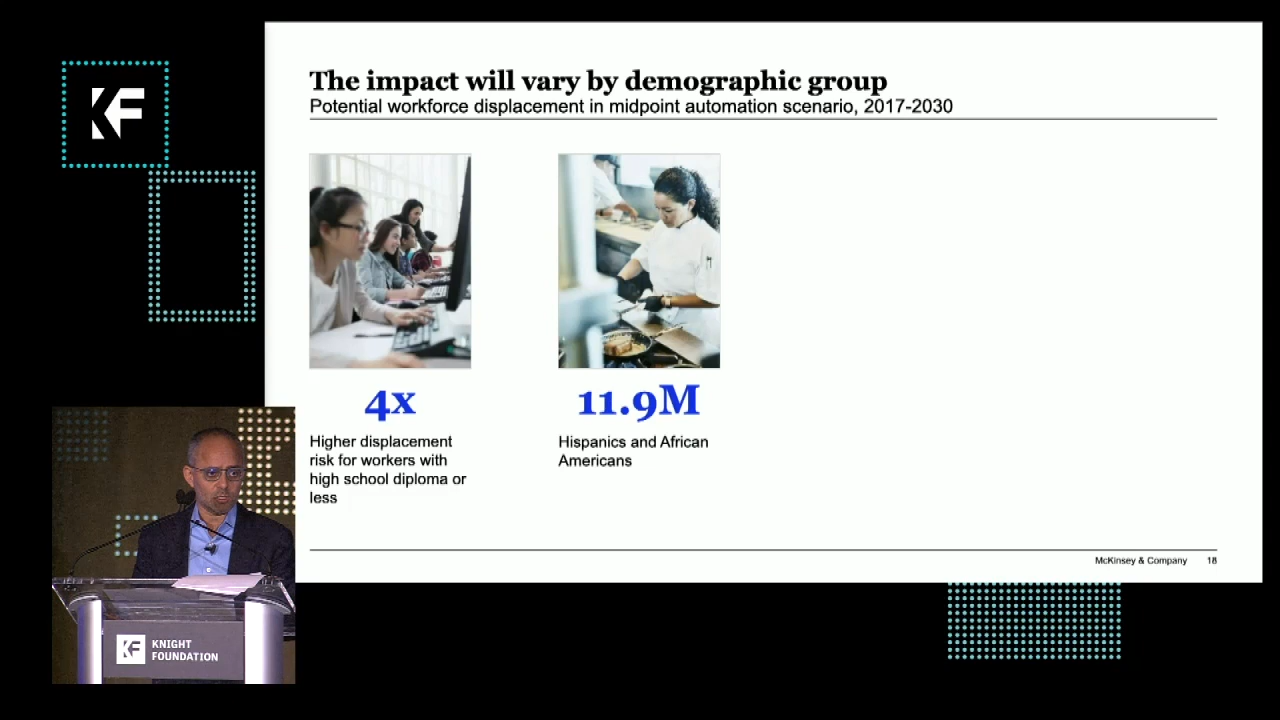 KF
The impact will vary by demographic group
Potential workforce displacement in midpoint automation scenario, 2017-2030
4x
Higher displacement
risk for workers with
high school diploma or
less
11.9M
Hispanics and African
Americans
McKinsey & Company 18
KF
KNIGHT
FOUNDATION